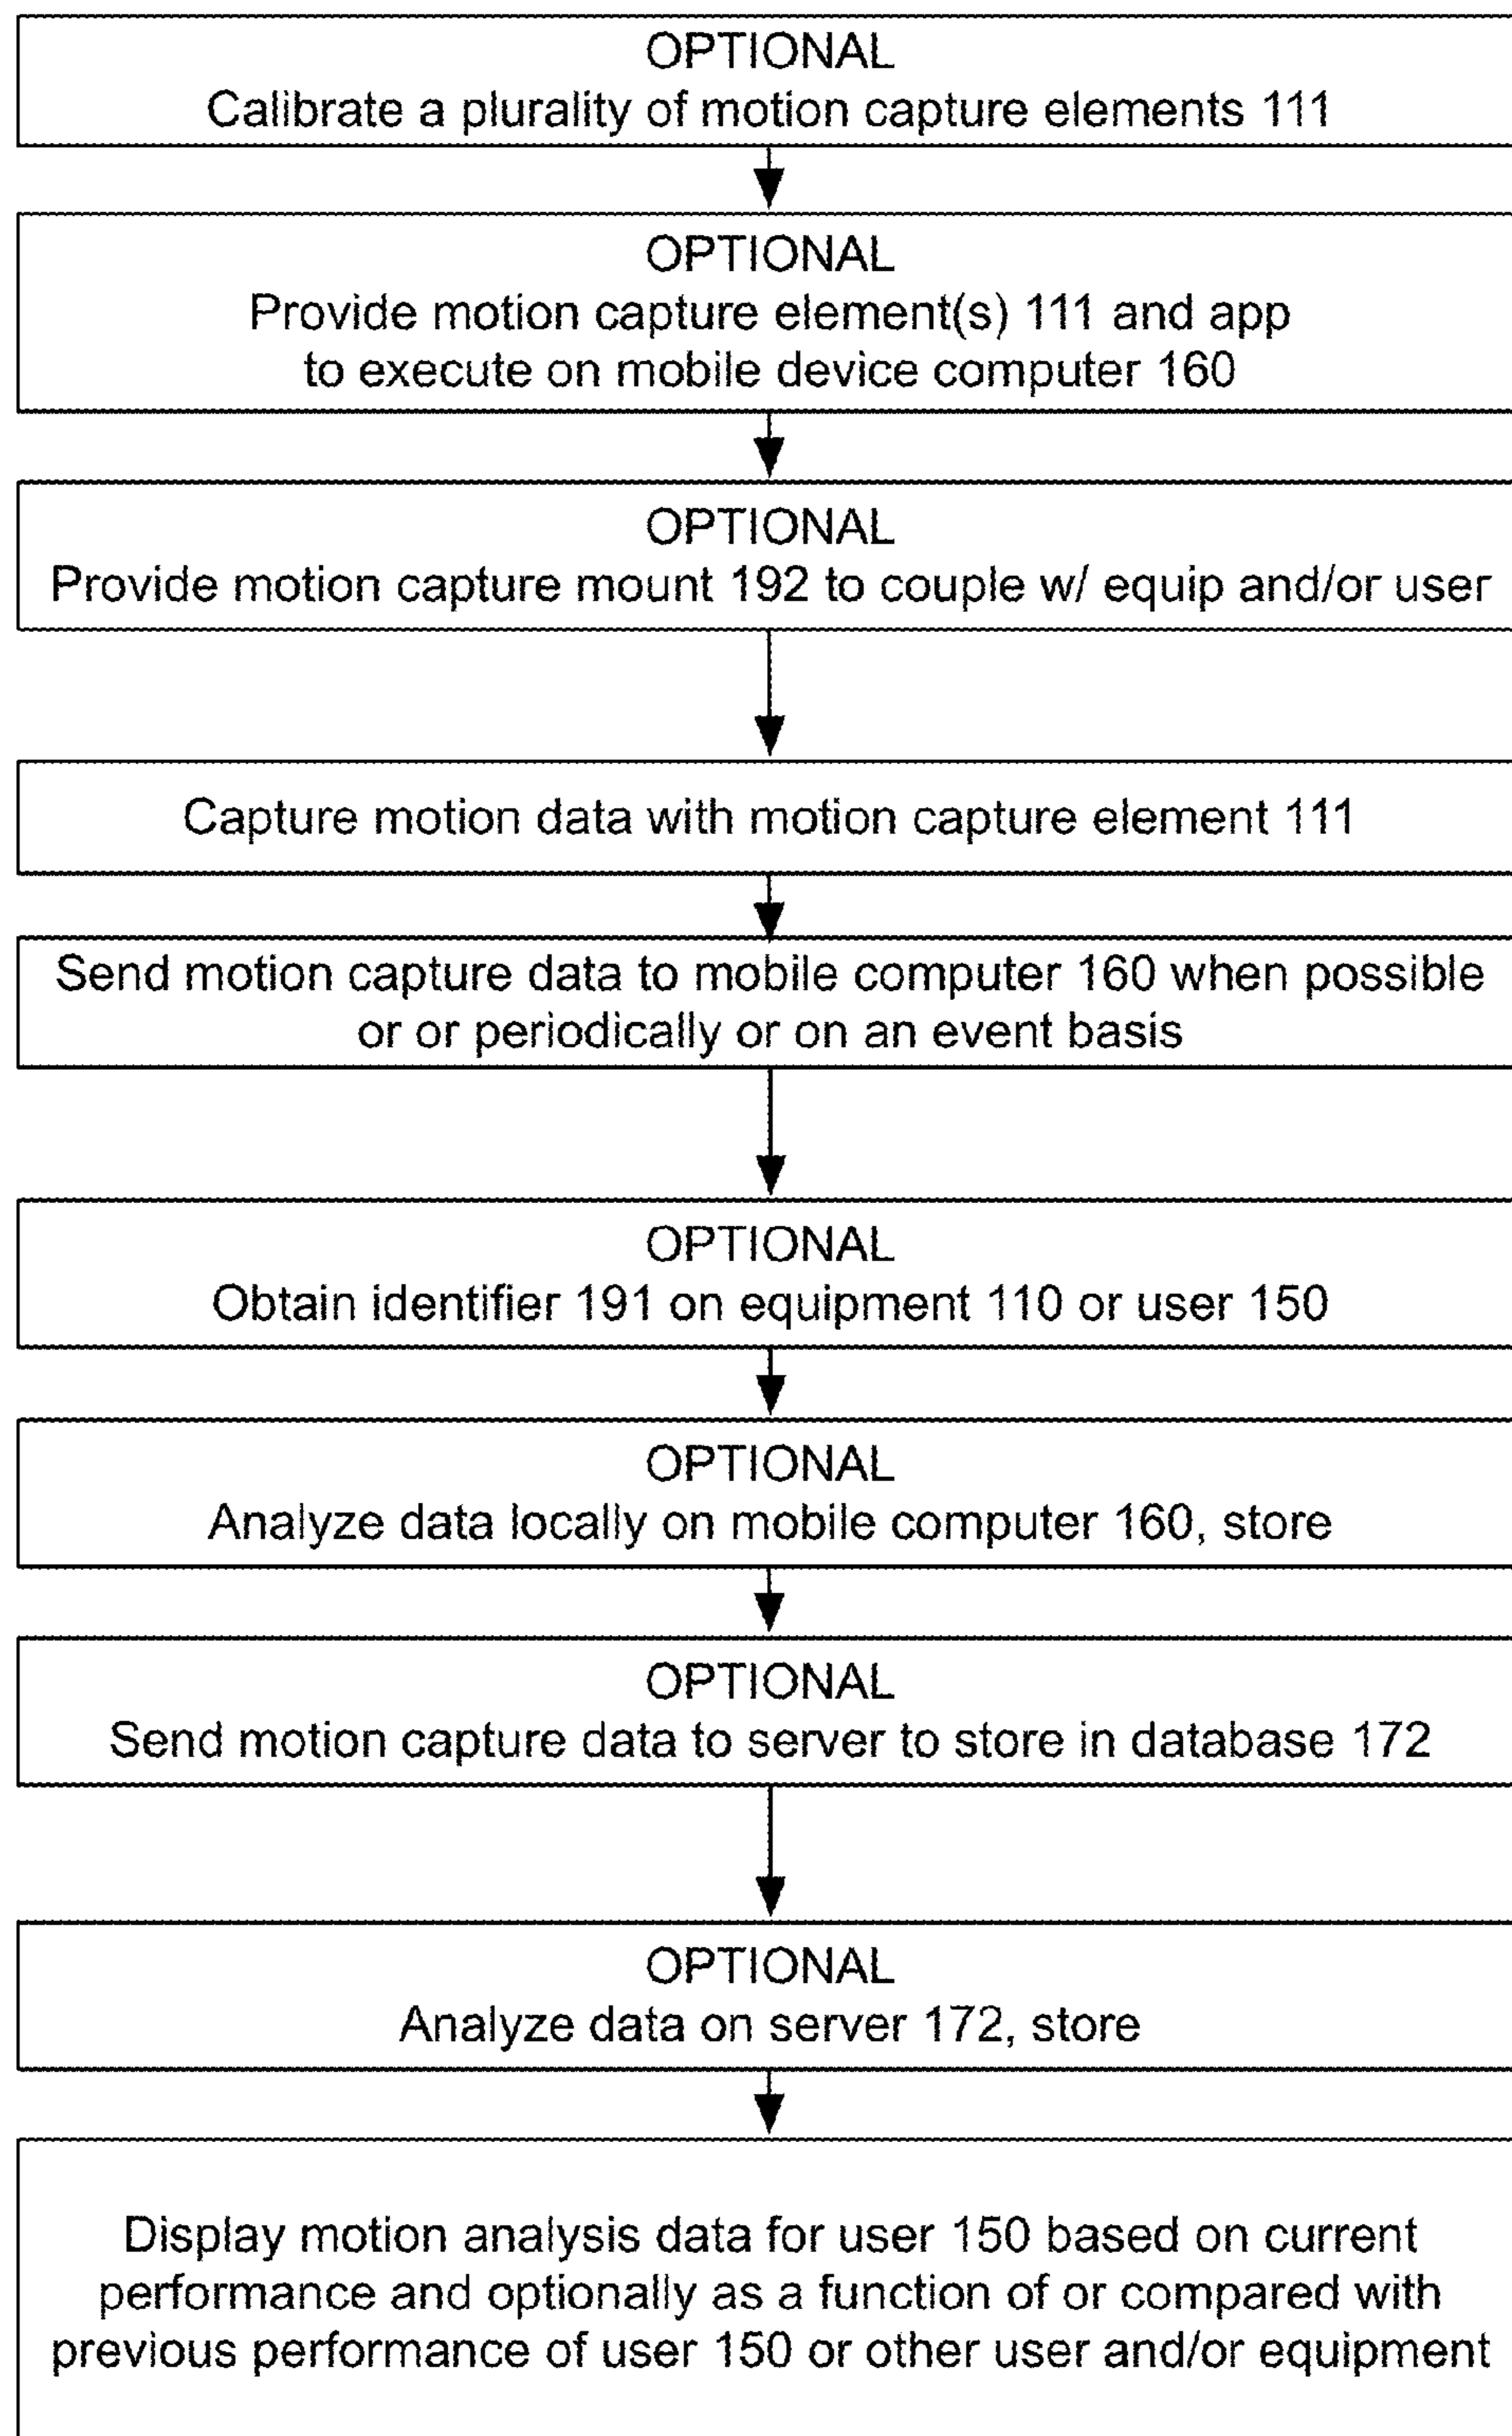 OPTIONAL
Calibrate a plurality of motion capture elements 111
OPTIONAL
Provide motion capture element(s) 111 and app
to execute on mobile device computer 160
OPTIONAL
Provide motion capture mount 192 to couple w/ equip and/or user
Capture motion data with motion capture element 111
Send motion capture data to mobile computer 160 when possible
or or periodically or on an event basis
OPTIONAL
Obtain identifier 191 on equipment 110 or user 150
OPTIONAL
Analyze data locally on mobile computer 160, store
OPTIONAL
Send motion capture data to server to store in database 172
OPTIONAL
Analyze data on server 172, store
Display motion analysis data for user 150 based on current
performance and optionally as a function of or compared with
previous performance of user 150 or other user and/or equipment